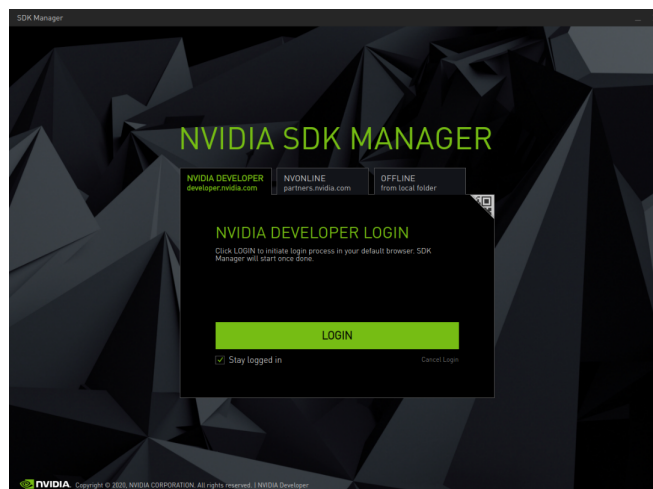 SDK Manager
NVIDIA SDK MANAGER
NVIDIA DEVELOPER
developer.nvidia.com
NVONLINE
partners.nvidia.com
OFFLINE
from local folder
NVIDIA DEVELOPER LOGIN
Click LOGIN to initiate login process in your default browser. SDK
Manager will start once done.
LOGIN
Stay logged in
Cancel Login
NVIDIA. Copyright © 2020, NVIDIA CORPORATION. All rights reserved. | NVIDIA Developer